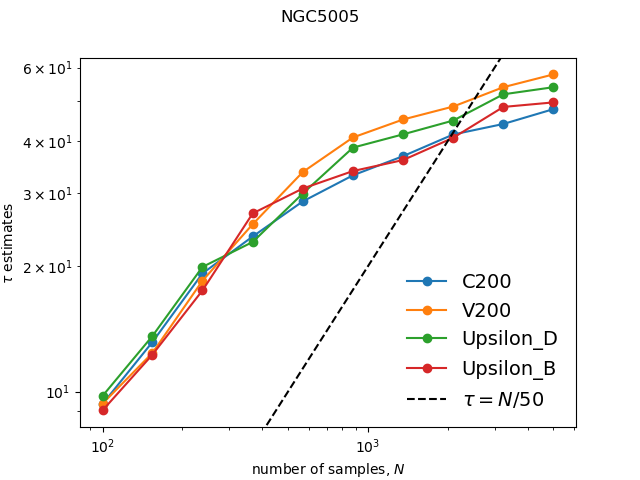 NGC5005
6 × 10¹
4 × 10¹
3 × 10¹
2 × 10¹
10¹
τ estimates
C200
V200
Upsilon_D
Upsilon_B
τ = N/50
10²
10³
number of samples, N